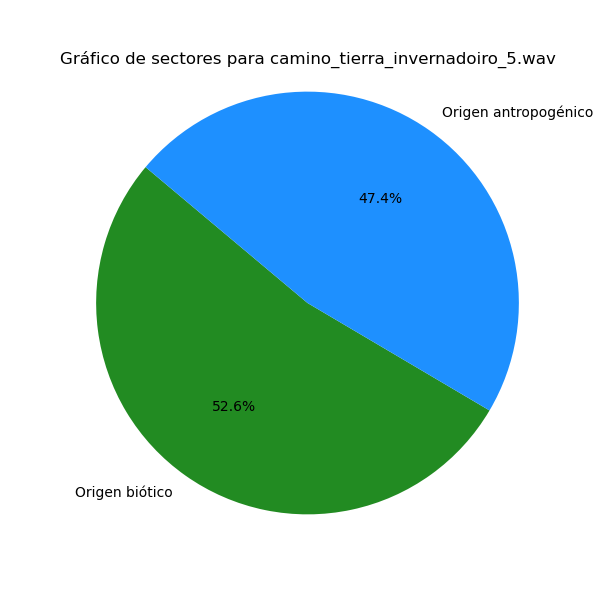 Gráfico de sectores para camino_tierra_invernadoiro_5.wav
Origen antropogénico
47.4%
52.6%
Origen biótico